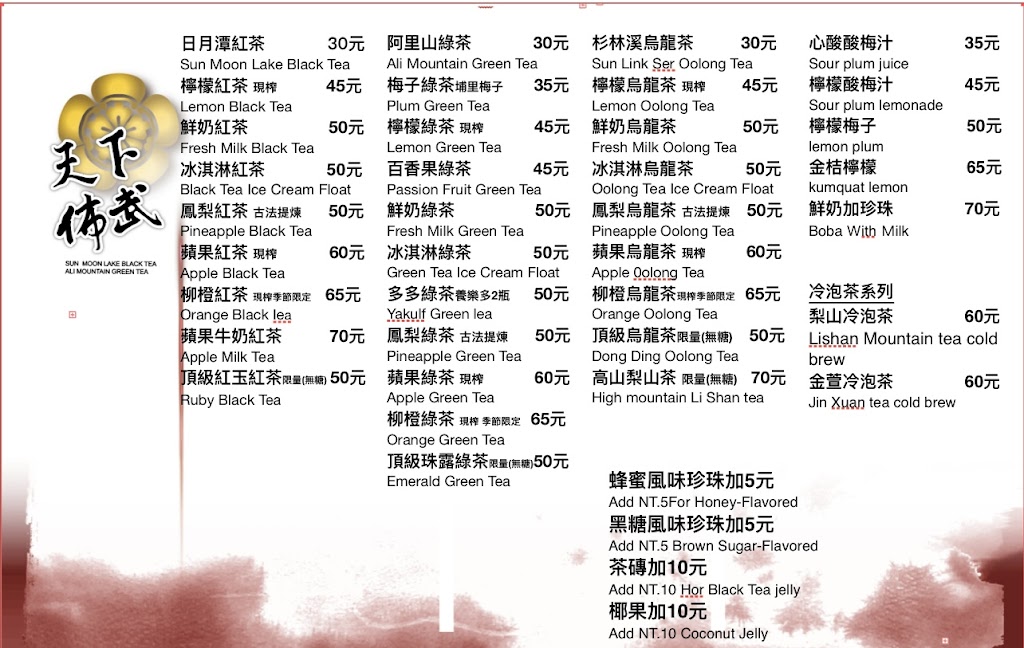 天下
佈武
SUN MOON LAKE BLACK TEA
ALI MOUNTAIN GREEN TEA
日月潭紅茶 30元
Sun Moon Lake Black Tea
檸檬紅茶 現榨 45元
Lemon Black Tea
鮮奶紅茶 50元
Fresh Milk Black Tea
冰淇淋紅茶 50元
Black Tea Ice Cream Float
鳳梨紅茶 古法提煉 50元
Pineapple Black Tea
蘋果紅茶 現榨 60元
Apple Black Tea
柳橙紅茶 現榨季節限定 65元
Orange Black lea
蘋果牛奶紅茶 70元
Apple Milk Tea
頂級紅玉紅茶限量(無糖) 50元
Ruby Black Tea
阿里山綠茶 30元
Ali Mountain Green Tea
梅子綠茶埔里梅子 35元
Plum Green Tea
檸檬綠茶 現榨 45元
Lemon Green Tea
百香果綠茶 45元
Passion Fruit Green Tea
鮮奶綠茶 50元
Fresh Milk Green Tea
冰淇淋綠茶 50元
Green Tea Ice Cream Float
多多綠茶養樂多2瓶 50元
Yakulf Green lea
鳳梨綠茶 古法提煉 50元
Pineapple Green Tea
蘋果綠茶 現榨 60元
Apple Green Tea
柳橙綠茶 現榨 季節限定 65元
Orange Green Tea
頂級珠露綠茶限量(無糖)50元
Emerald Green Tea
杉林溪烏龍茶 30元
Sun Link Ser Oolong Tea
檸檬烏龍茶 現榨 45元
Lemon Oolong Tea
鮮奶烏龍茶 50元
Fresh Milk Oolong Tea
冰淇淋烏龍茶 50元
Oolong Tea Ice Cream Float
鳳梨烏龍茶 古法提煉 50元
Pineapple Oolong Tea
蘋果烏龍茶 現榨 60元
Apple 0olong Tea
柳橙烏龍茶現榨季節限定 65元
Orange Oolong Tea
頂級烏龍茶限量(無糖) 50元
Dong Ding Oolong Tea
高山梨山茶 限量(無糖) 70元
High mountain Li Shan tea
心酸酸梅汁 35元
Sour plum juice
檸檬酸梅汁 45元
Sour plum lemonade
檸檬梅子 50元
lemon plum
金桔檸檬 65元
kumquat lemon
鮮奶加珍珠 70元
Boba With Milk
冷泡茶系列
梨山冷泡茶 60元
Lishan Mountain tea cold
brew
金萱冷泡茶 60元
Jin Xuan tea cold brew
蜂蜜風味珍珠加5元
Add NT.5For Honey-Flavored
黑糖風味珍珠加5元
Add NT.5 Brown Sugar-Flavored
茶磚加10元
Add NT.10 Hor Black Tea jelly
椰果加10元
Add NT.10 Coconut Jelly